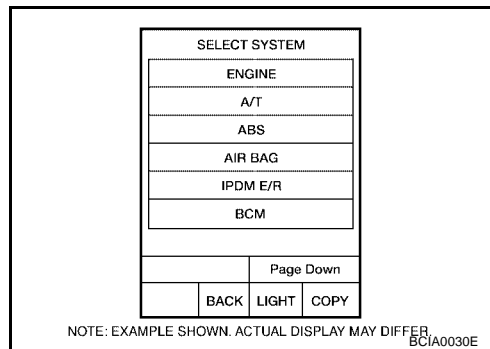 SELECT SYSTEM
ENGINE
A/T
ABS
AIR BAG
IPDM E/R
BCM
Page Down
BACK LIGHT COPY
NOTE: EXAMPLE SHOWN. ACTUAL DISPLAY MAY DIFFER.
BCIA0030E